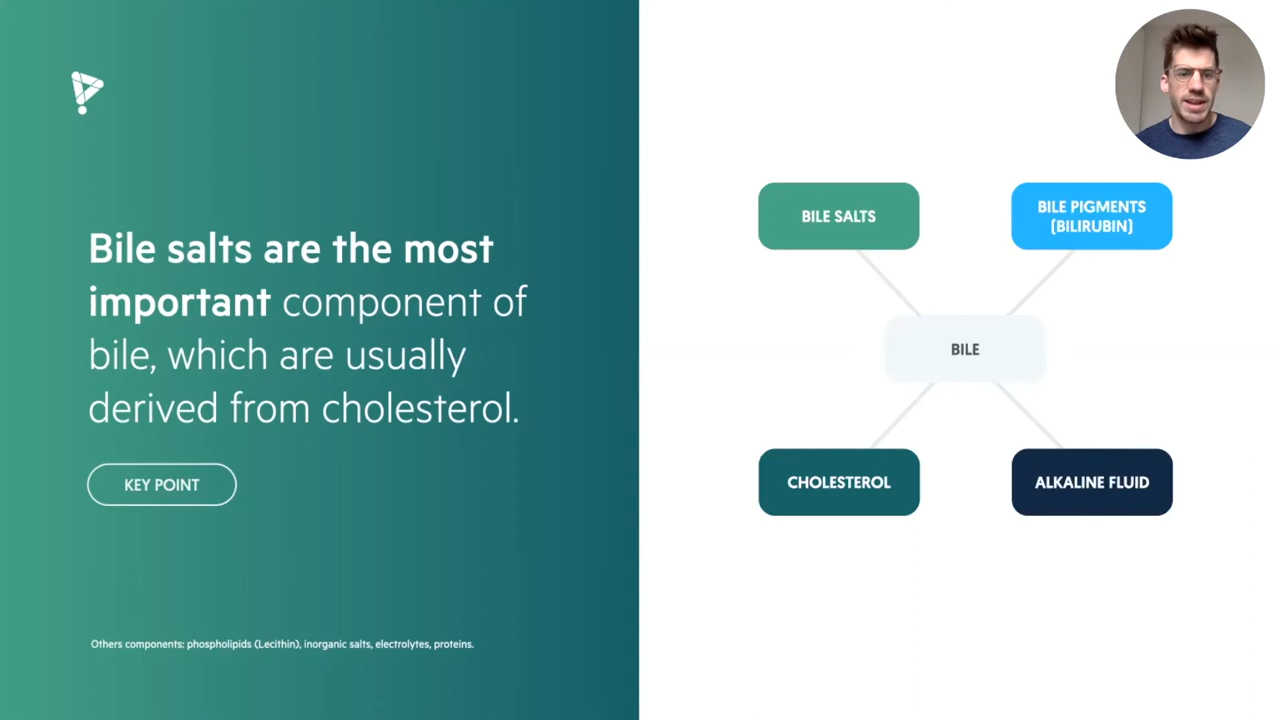 Bile salts are the most
important component of
bile, which are usually
derived from cholesterol.
KEY POINT
Others components: phospholipids (Lecithin), inorganic salts, electrolytes, proteins.
BILE SALTS
BILE PIGMENTS
(BILIRUBIN)
BILE
CHOLESTEROL
ALKALINE FLUID